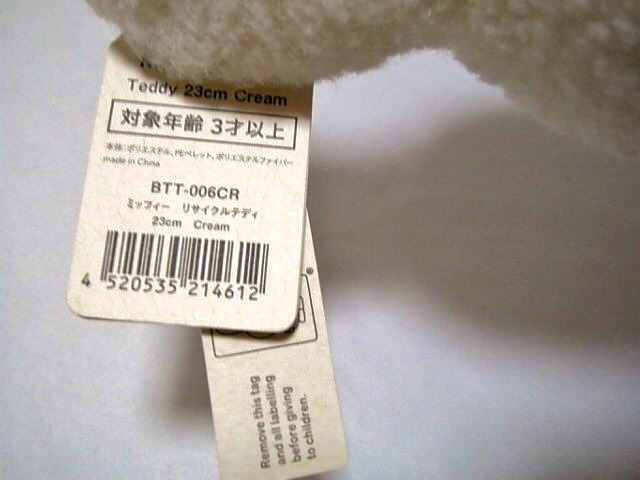 Teddy 23cm Cream
対象年齢 3才以上
本体：ポリエステル、PEペレット、ポリエステルファイバー
made in China
BTT-006CR
ミッフィー リサイクルテディ
23cm Cream
4 520535 214612
Remove this tag
and all labelling
before giving
to children.